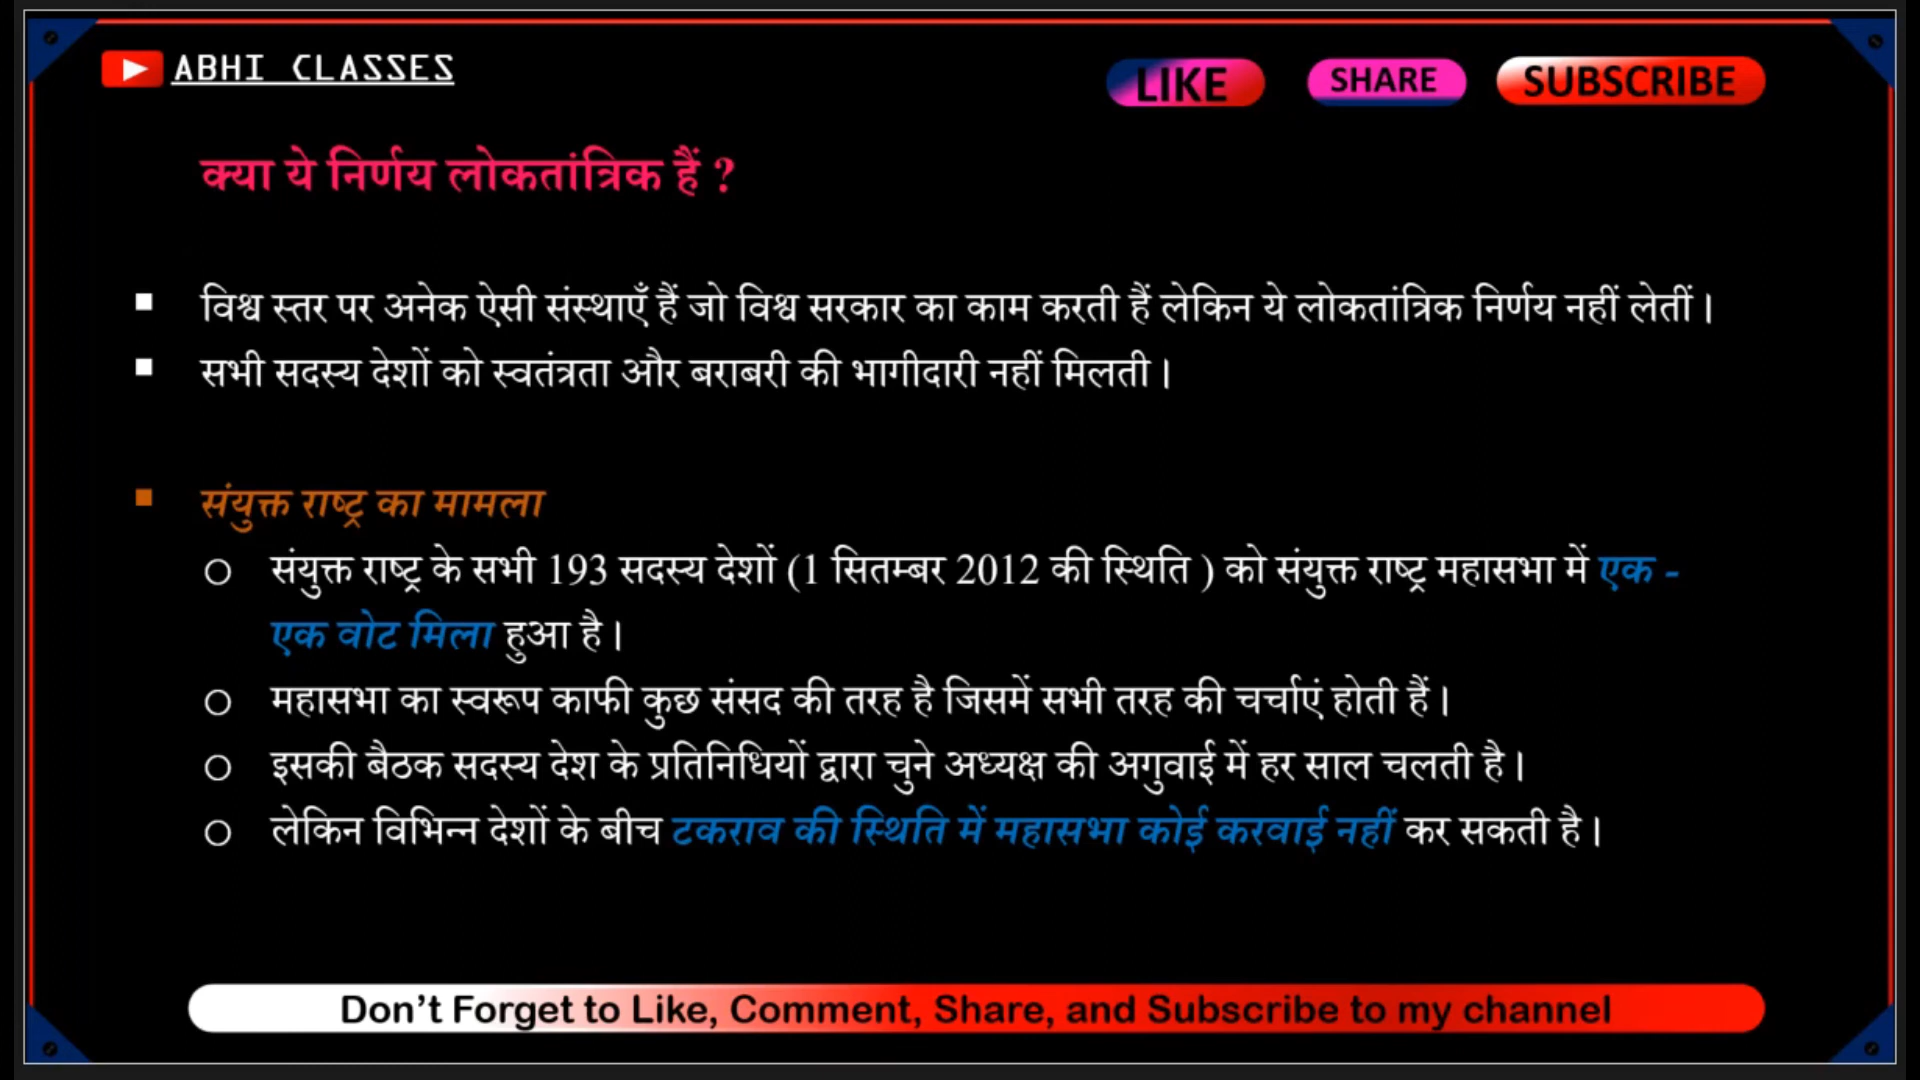 ABHI CLASSES
LIKE
SHARE
SUBSCRIBE
क्या ये निर्णय लोकतांत्रिक हैं ?
विश्व स्तर पर अनेक ऐसी संस्थाएँ हैं जो विश्व सरकार का काम करती हैं लेकिन ये लोकतांत्रिक निर्णय नहीं लेतीं ।
सभी सदस्य देशों को स्वतंत्रता और बराबरी की भागीदारी नहीं मिलती ।
संयुक्त राष्ट्र का मामला
संयुक्त राष्ट्र के सभी 193 सदस्य देशों (1 सितम्बर 2012 की स्थिति ) को संयुक्त राष्ट्र महासभा में एक -
एक वोट मिला हुआ है ।
महासभा का स्वरूप काफी कुछ संसद की तरह है जिसमें सभी तरह की चर्चाएं होती हैं ।
इसकी बैठक सदस्य देश के प्रतिनिधियों द्वारा चुने अध्यक्ष की अगुवाई में हर साल चलती है ।
लेकिन विभिन्न देशों के बीच टकराव की स्थिति में महासभा कोई करवाई नहीं कर सकती है ।
Don’t Forget to Like, Comment, Share, and Subscribe to my channel